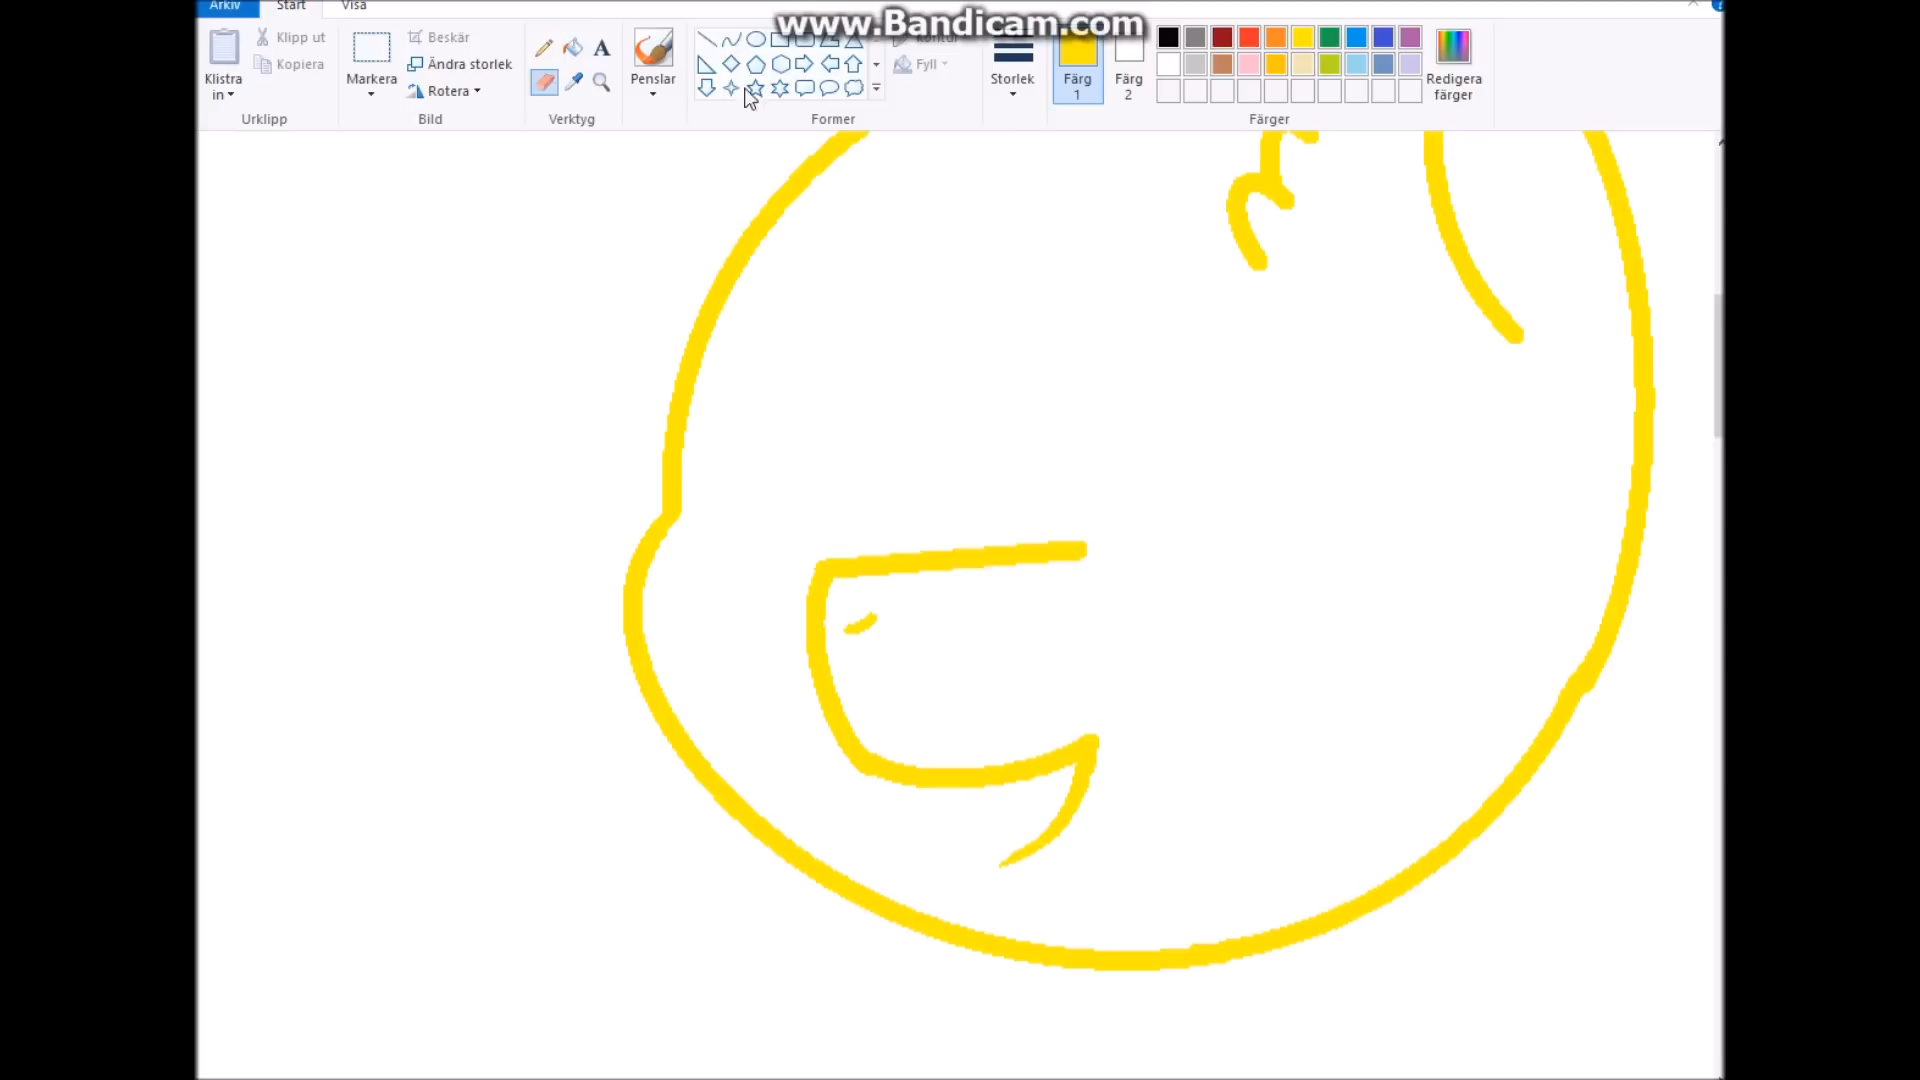 www.Bandicam.com
Arkiv
Start
Visa
Klistra
in
Klipp ut
Kopiera
Urklipp
Markera
Beskär
Ändra storlek
Rotera
Bild
A
Verktyg
Penslar
Kontur
Fyll
Former
Storlek
Färg
1
Färg
2
Redigera
färger
Färger